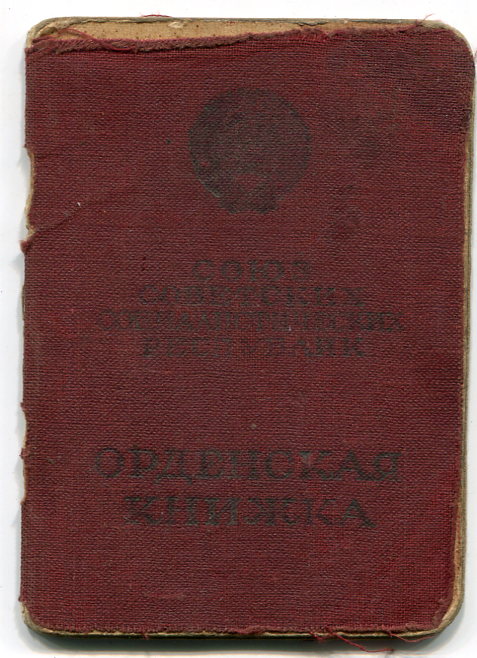 СОЮЗ
СОВЕТСКИХ
СОЦИАЛИСТИЧЕСКИХ
РЕСПУБЛИК
ОРДЕНСКАЯ
КНИЖКА